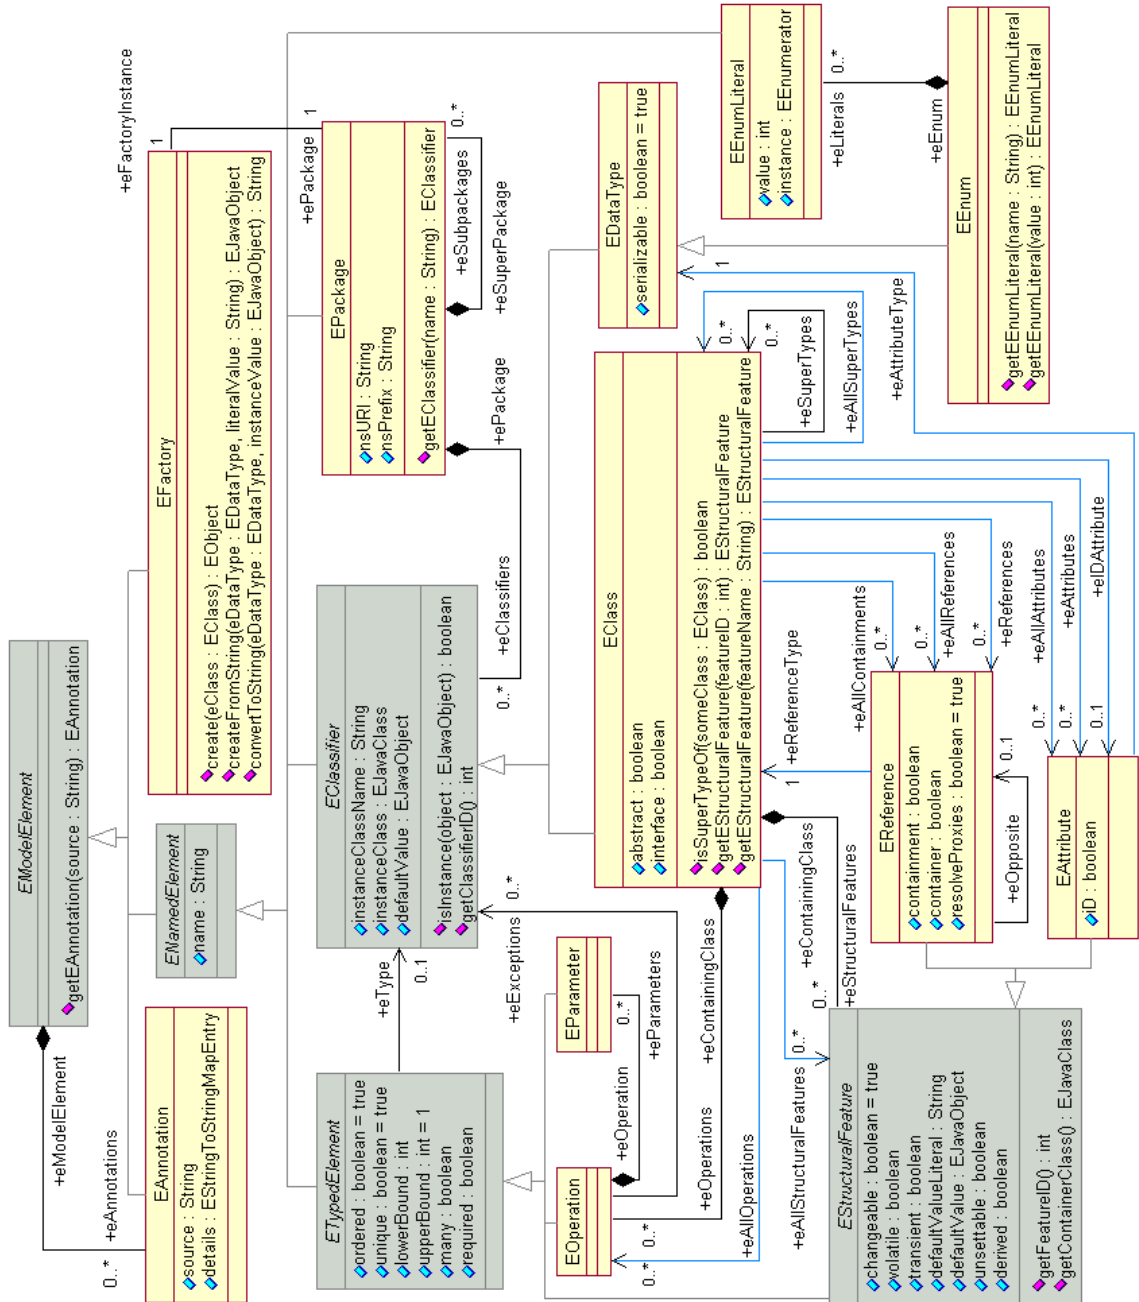 EModelElement
getEAnnotation(source : String) : EAnnotation
+eModelElement
+eAnnotations
0..*
EAnnotation
source : String
details : EStringToStringMapEntry
ENamedElement
name : String
EFactory
create(eClass : EClass) : EObject
createFromString(eDataType : EDataType, literalValue : String) : EJavaObject
convertToString(eDataType : EDataType, instanceValue : EJavaObject) : String
+eFactoryInstance
1
+ePackage
1
ETypedElement
ordered : boolean = true
unique : boolean = true
lowerBound : int
upperBound : int = 1
many : boolean
required : boolean
+eType
0..1
EClassifier
instanceClassName : String
instanceClass : EJavaClass
defaultValue : EJavaObject
isInstance(object : EJavaObject) : boolean
getClassifierID() : int
0..*
+eExceptions
0..*
+eClassifiers
+ePackage
EPackage
nsURI : String
nsPrefix : String
getEClassifier(name : String) : EClassifier
0..*
+eSubpackages
+eSuperPackage
EOperation
+eOperation
EParameter
0..*
+eParameters
0..*
+eOperations
+eContainingClass
0..*
+eAllOperations
EClass
abstract : boolean
interface : boolean
isSuperTypeOf(someClass : EClass) : boolean
getEStructuralFeature(featureID : int) : EStructuralFeature
getEStructuralFeature(featureName : String) : EStructuralFeature
0..*
0..*
+eSuperTypes
+eAllSuperTypes
EDataType
serializable : boolean = true
1
+eAttributeType
EEnumLiteral
value : int
instance : EEnumerator
0..*
+eLiterals
+eEnum
EEnum
getEEnumLiteral(name : String) : EEnumLiteral
getEEnumLiteral(value : int) : EEnumLiteral
+eAllStructuralFeatures
0..*
+eContainingClass
0..*
+eStructuralFeatures
1
+eReferenceType
+eAllContainments
0..*
0..*
+eAllReferences
0..*
+eReferences
EReference
containment : boolean
container : boolean
resolveProxies : boolean = true
0..1
+eOpposite
0..*
+eAllAttributes
0..*
+eAttributes
0..1
+eIDAttribute
EAttribute
iD : boolean
EStructuralFeature
changeable : boolean = true
volatile : boolean
transient : boolean
defaultValueLiteral : String
defaultValue : EJavaObject
unsettable : boolean
derived : boolean
getFeatureID() : int
getContainerClass() : EJavaClass